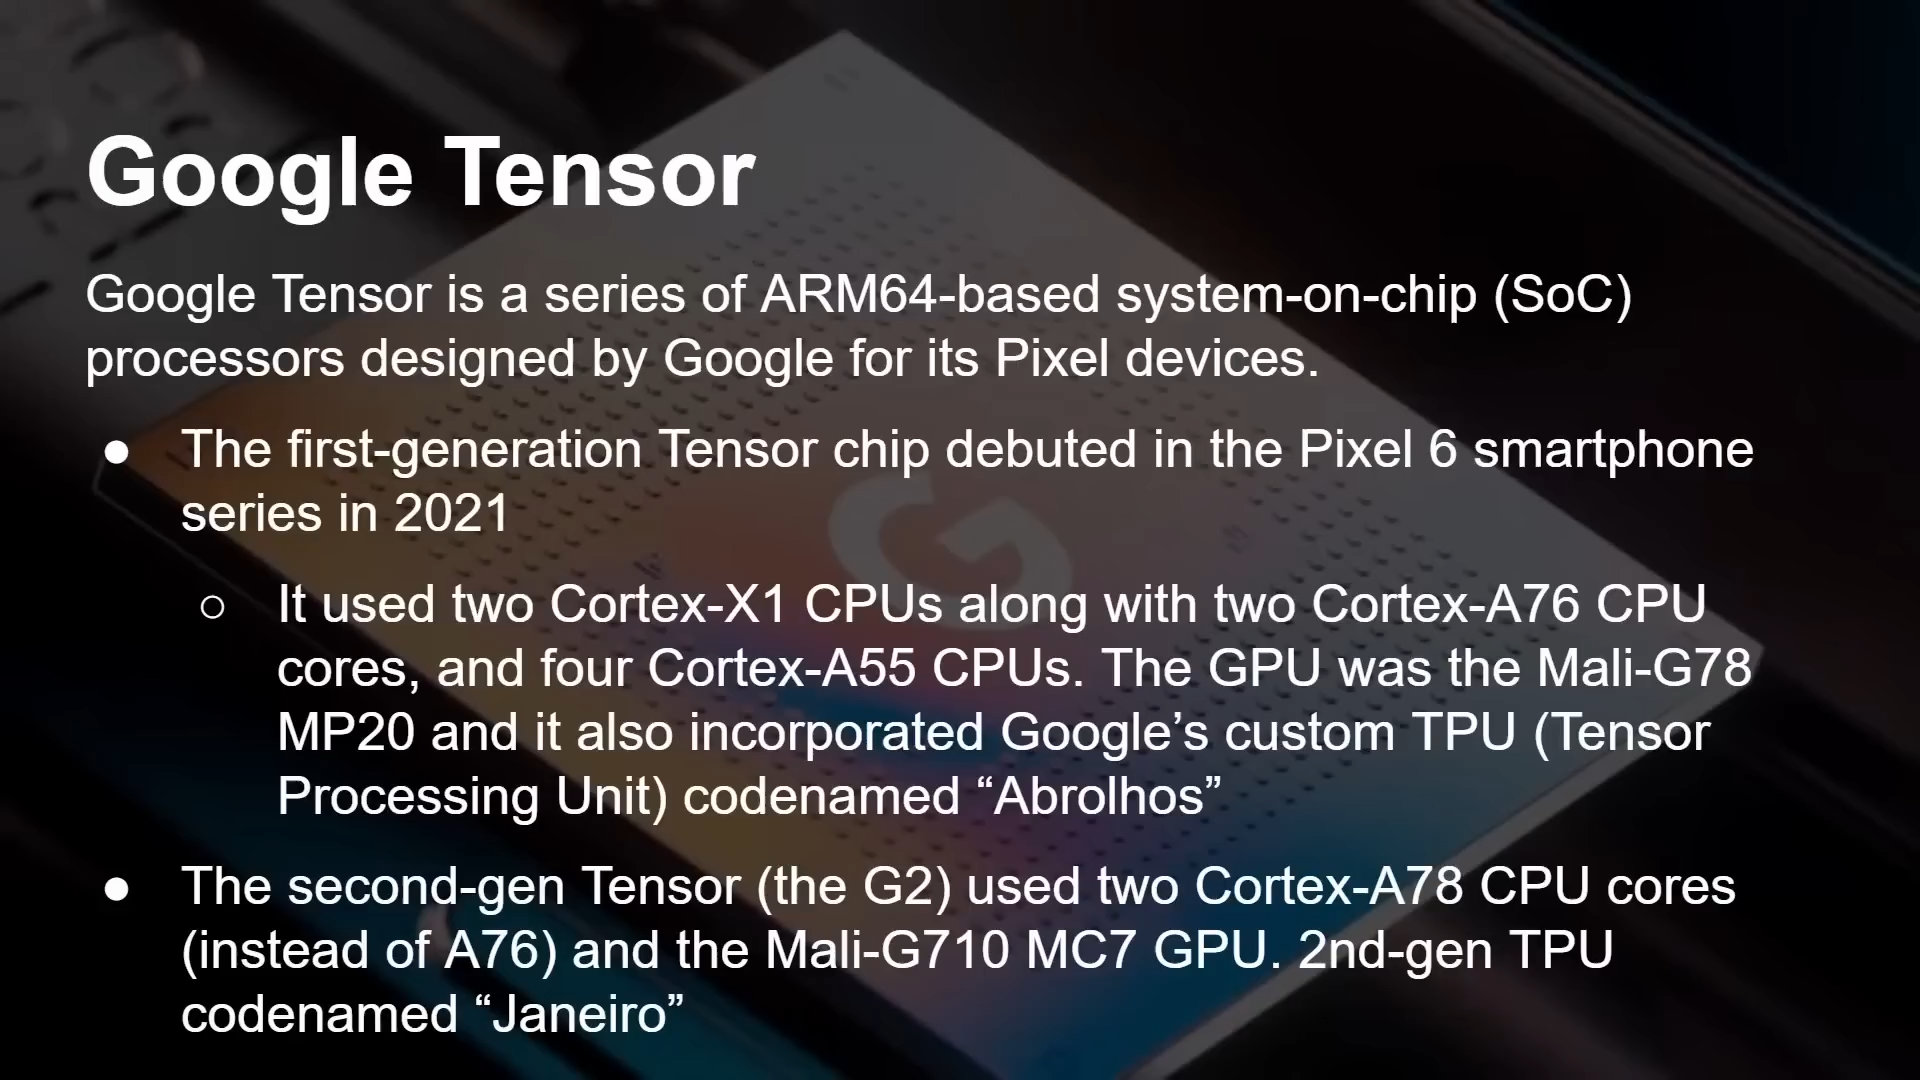 Google Tensor
Google Tensor is a series of ARM64-based system-on-chip (SoC)
processors designed by Google for its Pixel devices.
● The first-generation Tensor chip debuted in the Pixel 6 smartphone
series in 2021
○ It used two Cortex-X1 CPUs along with two Cortex-A76 CPU
cores, and four Cortex-A55 CPUs. The GPU was the Mali-G78
MP20 and it also incorporated Google’s custom TPU (Tensor
Processing Unit) codenamed “Abrolhos”
● The second-gen Tensor (the G2) used two Cortex-A78 CPU cores
(instead of A76) and the Mali-G710 MC7 GPU. 2nd-gen TPU
codenamed “Janeiro”